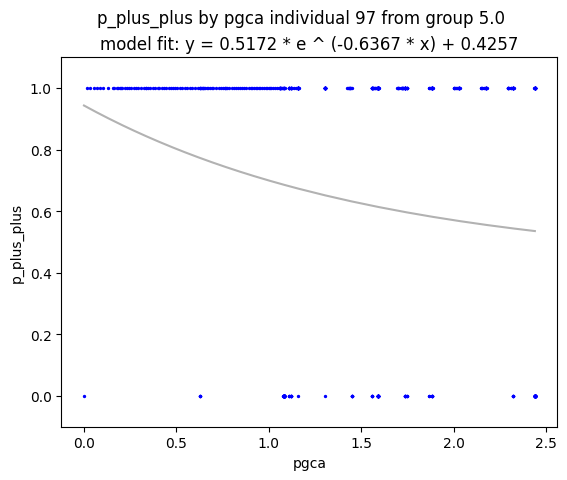 p_plus_plus by pgca individual 97 from group 5.0
model fit: y = 0.5172 * e ^ (-0.6367 * x) + 0.4257
1.0
0.8
0.6
0.4
0.2
0.0
p_plus_plus
0.0 0.5 1.0 1.5 2.0 2.5
pgca